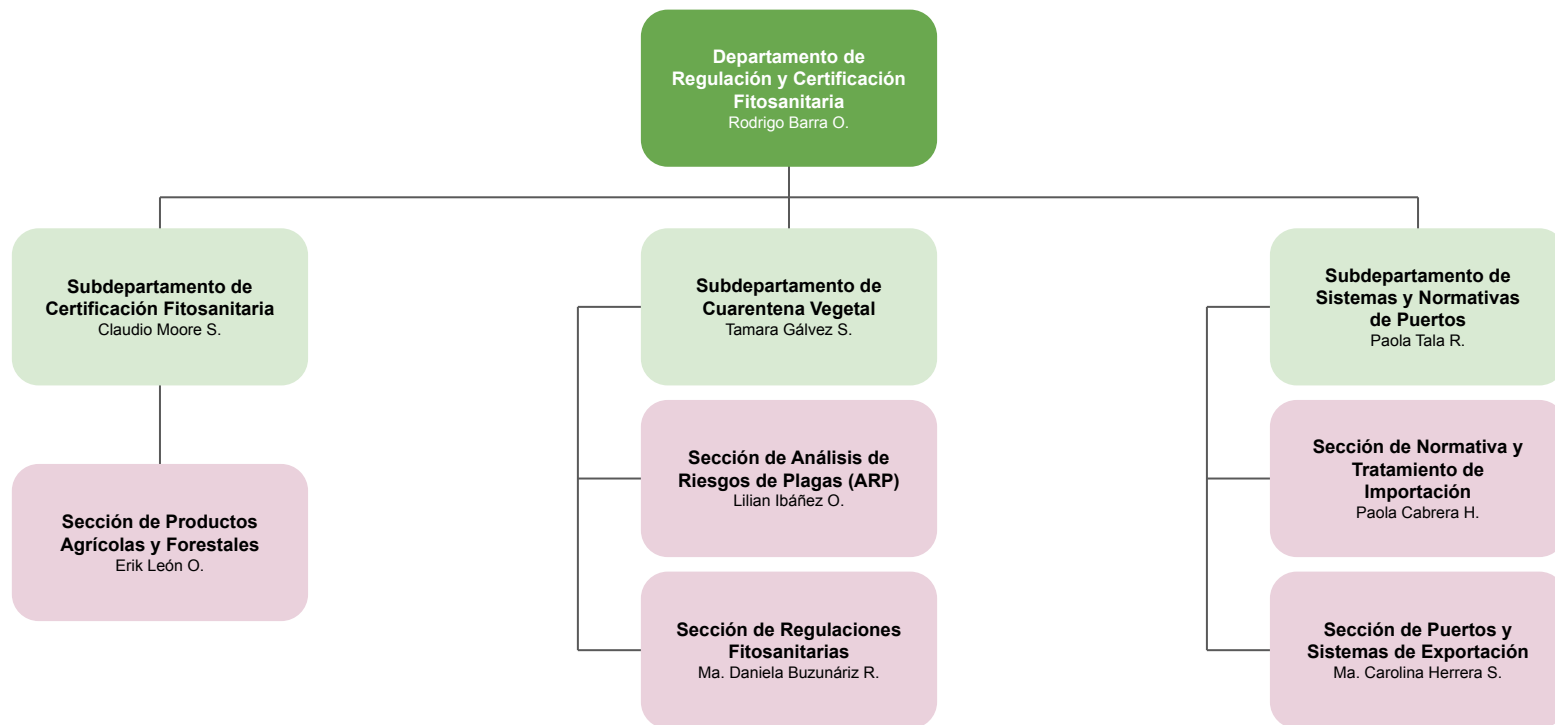 Departamento de
Regulación y Certificación
Fitosanitaria
Rodrigo Barra O.
Subdepartamento de
Certificación Fitosanitaria
Claudio Moore S.
Subdepartamento de
Cuarentena Vegetal
Tamara Gálvez S.
Subdepartamento de
Sistemas y Normativas
de Puertos
Paola Tala R.
Sección de Productos
Agrícolas y Forestales
Erik León O.
Sección de Análisis de
Riesgos de Plagas (ARP)
Lilian Ibáñez O.
Sección de Normativa y
Tratamiento de
Importación
Paola Cabrera H.
Sección de Regulaciones
Fitosanitarias
Ma. Daniela Buzunáriz R.
Sección de Puertos y
Sistemas de Exportación
Ma. Carolina Herrera S.